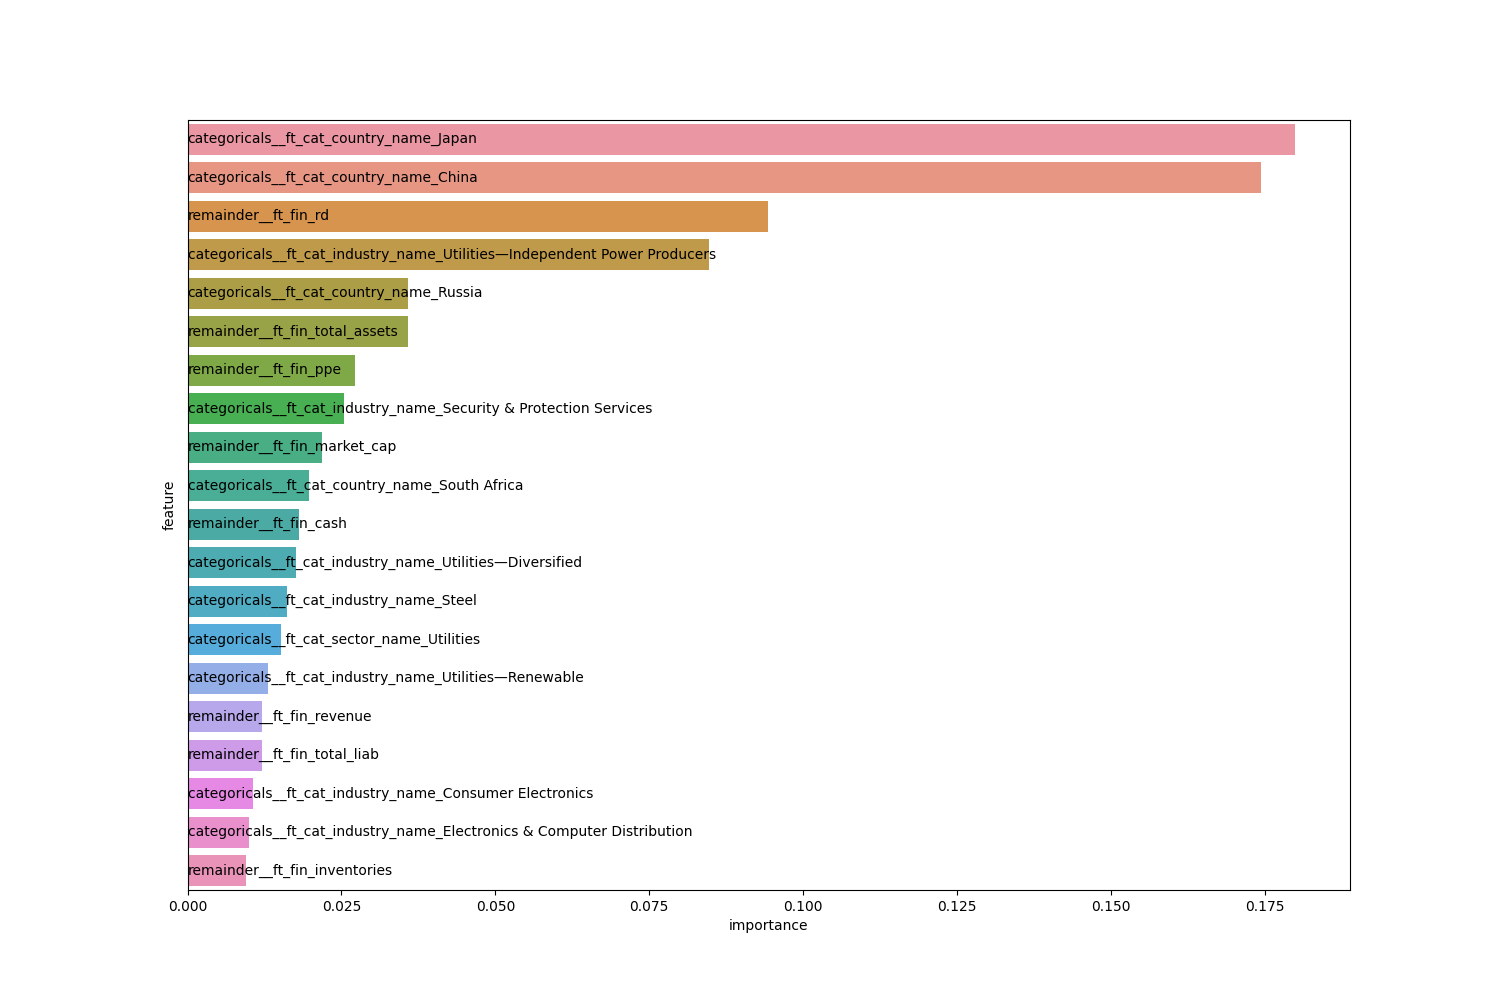 categoricals__ft_cat_country_name_Japan
categoricals__ft_cat_country_name_China
remainder__ft_fin_rd
categoricals__ft_cat_industry_name_Utilities—Independent Power Producers
categoricals__ft_cat_country_name_Russia
remainder__ft_fin_total_assets
remainder__ft_fin_ppe
categoricals__ft_cat_industry_name_Security & Protection Services
remainder__ft_fin_market_cap
categoricals__ft_cat_country_name_South Africa
remainder__ft_fin_cash
categoricals__ft_cat_industry_name_Utilities—Diversified
categoricals__ft_cat_industry_name_Steel
categoricals__ft_cat_sector_name_Utilities
categoricals__ft_cat_industry_name_Utilities—Renewable
remainder__ft_fin_revenue
remainder__ft_fin_total_liab
categoricals__ft_cat_industry_name_Consumer Electronics
categoricals__ft_cat_industry_name_Electronics & Computer Distribution
remainder__ft_fin_inventories
feature
0.000 0.025 0.050 0.075 0.100 0.125 0.150 0.175
importance